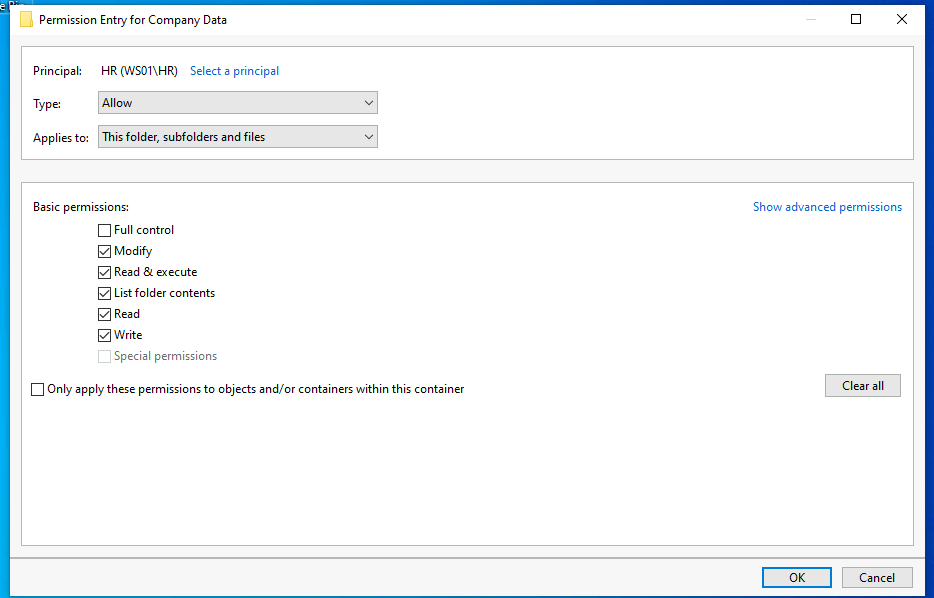 Permission Entry for Company Data
Principal: HR (WS01\HR) Select a principal
Type: Allow
Applies to: This folder, subfolders and files
Basic permissions: Show advanced permissions
Full control
Modify
Read & execute
List folder contents
Read
Write
Special permissions
Only apply these permissions to objects and/or containers within this container
Clear all
OK Cancel